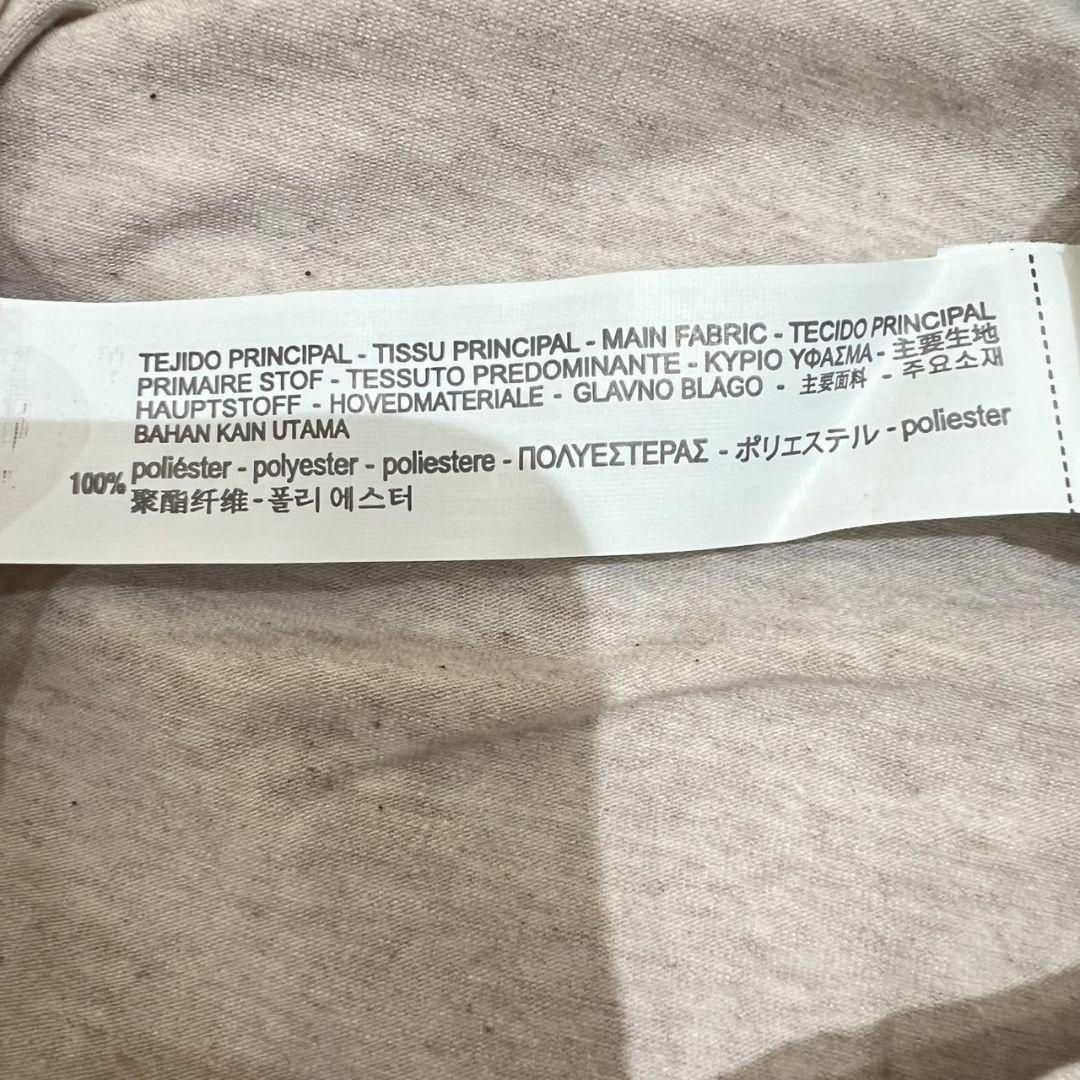 TEJIDO PRINCIPAL - TISSU PRINCIPAL - MAIN FABRIC - TECIDO PRINCIPAL
PRIMAIRE STOF - TESSUTO PREDOMINANTE - ΚΥΡΙΟ ΥΦΑΣΜΑ - 主要生地
HAUPTSTOFF - HOVEDMATERIALE - GLAVNO BLAGO - 主要面料 - 주요소재
BAHAN KAIN UTAMA
100% poliéster - polyester - poliestere - ΠΟΛΥΕΣΤΕΡΑΣ - ポリエステル - poliester
聚酯纤维 - 폴리 에스터